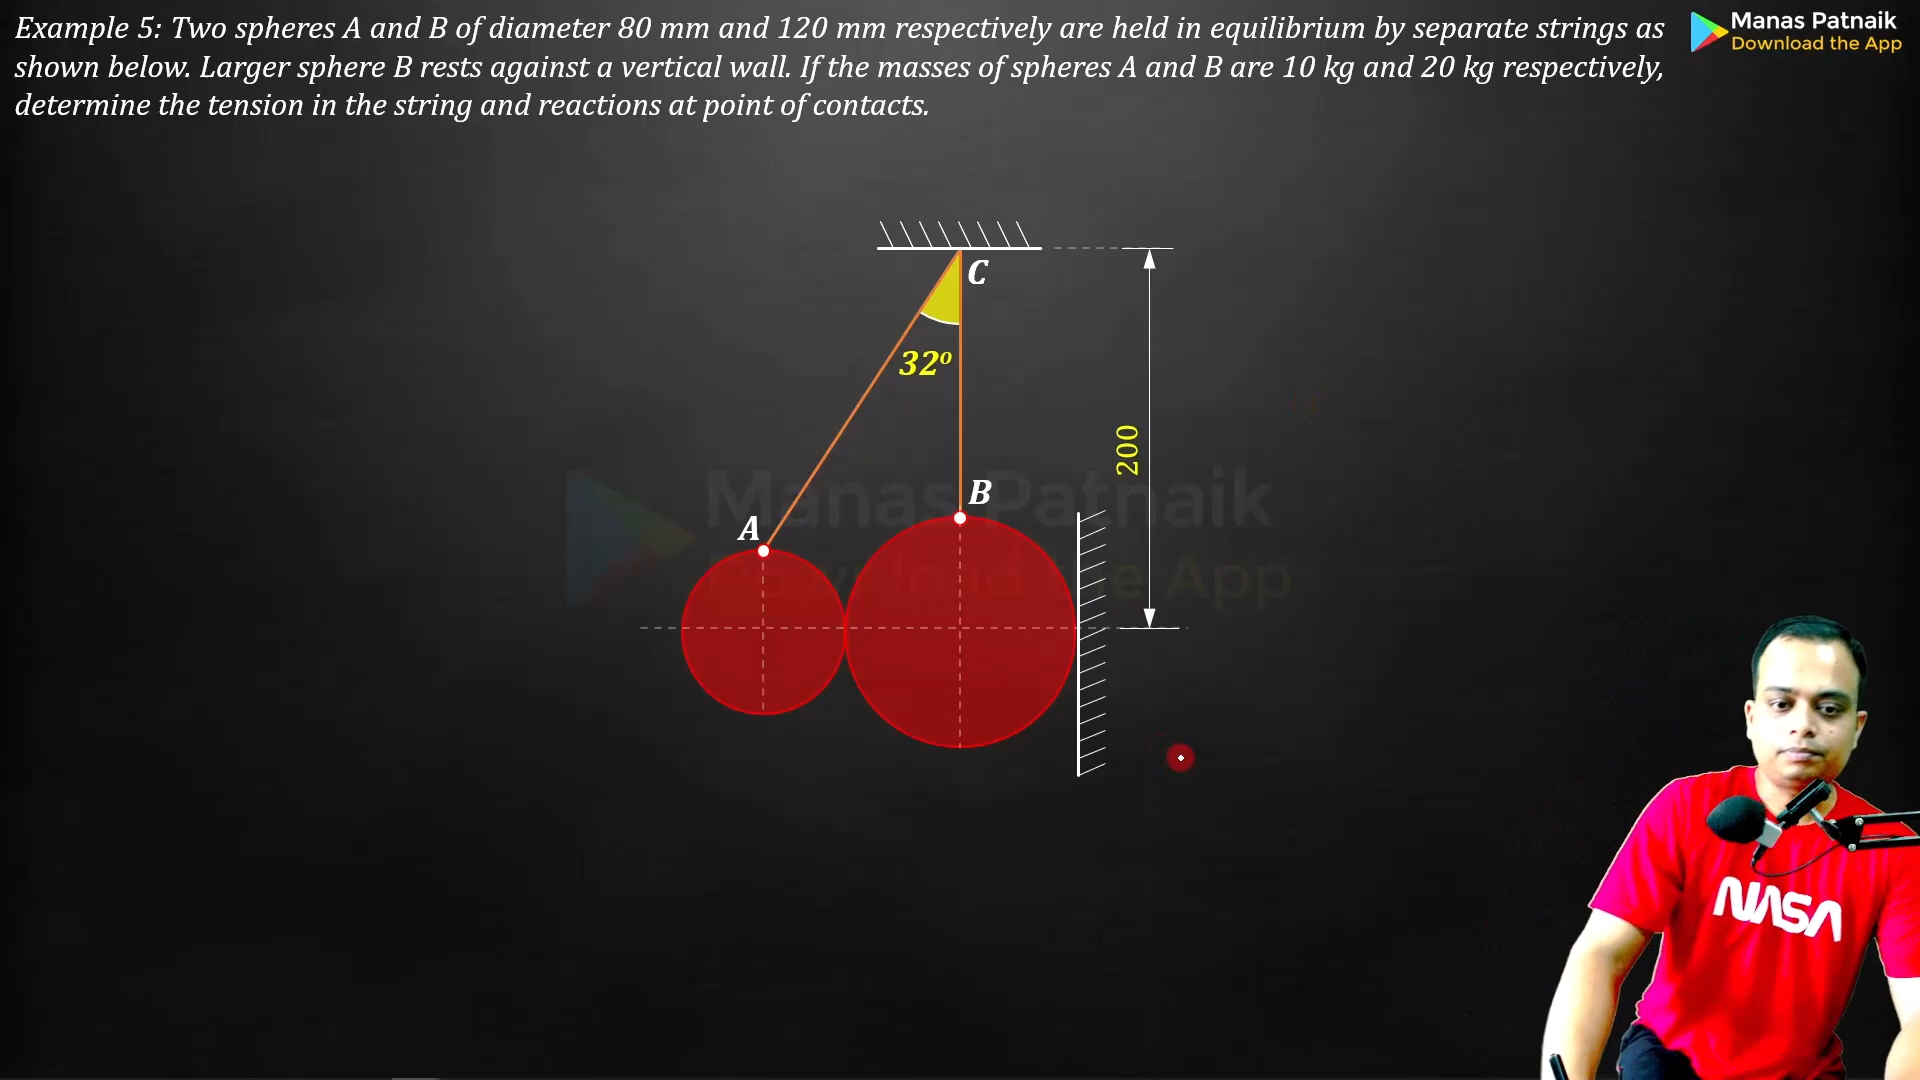 Example 5: Two spheres A and B of diameter 80 mm and 120 mm respectively are held in equilibrium by separate strings as
shown below. Larger sphere B rests against a vertical wall. If the masses of spheres A and B are 10 kg and 20 kg respectively,
determine the tension in the string and reactions at point of contacts.
Manas Patnaik
Download the App
C
32o
200
B
A
Manas Patnaik
Download the App
NASA